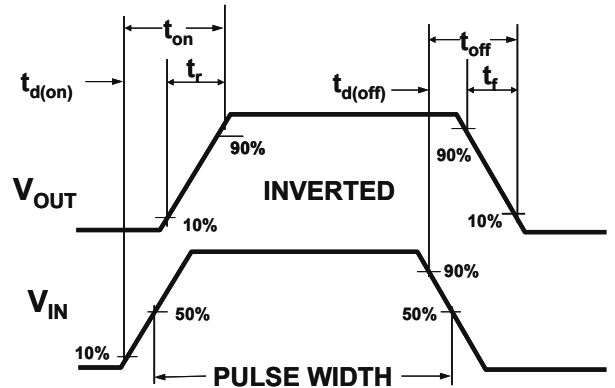 t_on
t_off
t_d(on)
t_r
t_d(off)
t_f
90%
90%
V_OUT
INVERTED
10%
10%
90%
V_IN
50%
50%
10%
PULSE WIDTH